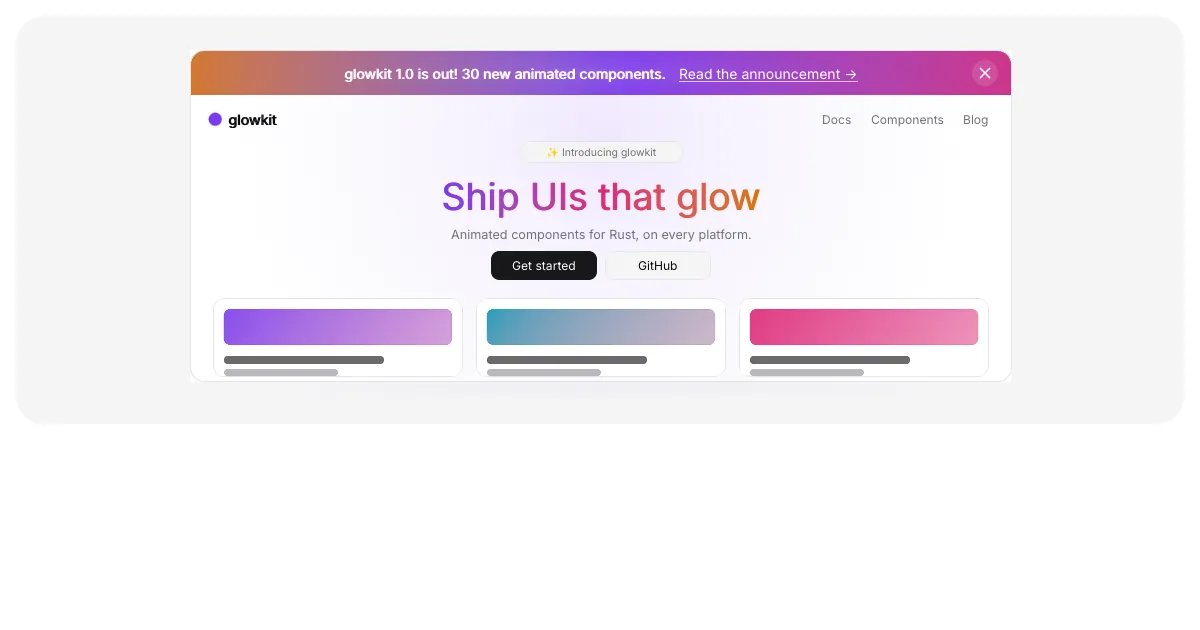 glowkit 1.0 is out! 30 new animated components. Read the announcement →
glowkit
Docs Components Blog
✨ Introducing glowkit
Ship UIs that glow
Animated components for Rust, on every platform.
Get started GitHub